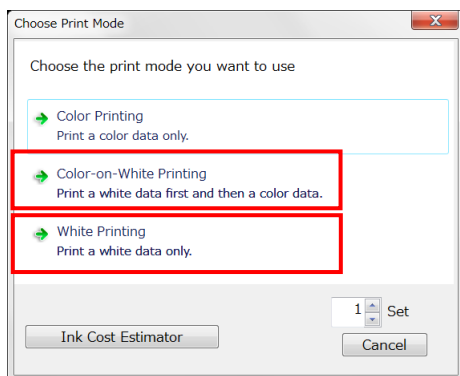 Choose Print Mode
Choose the print mode you want to use
Color Printing
Print a color data only.
Color-on-White Printing
Print a white data first and then a color data.
White Printing
Print a white data only.
1 Set
Ink Cost Estimator
Cancel